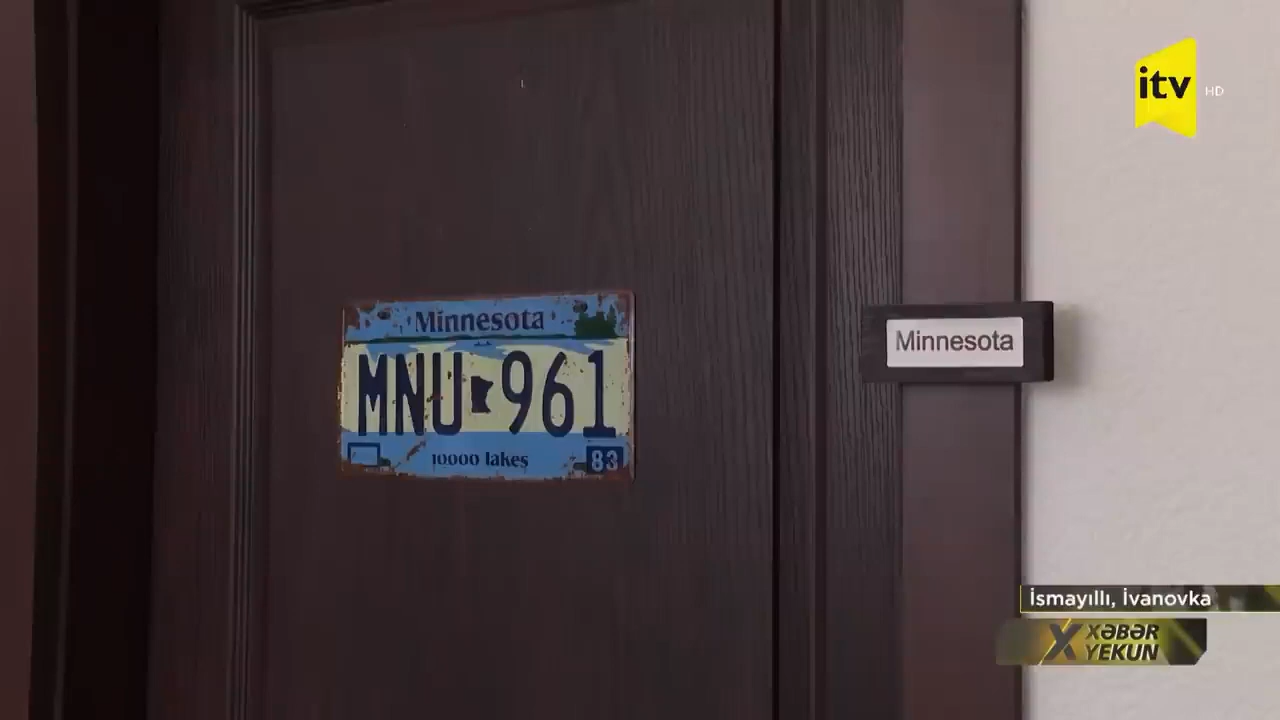 itv HD
Minnesota
MNU 961
10000 lakes
83
Minnesota
İsmayıllı, İvanovka
X XƏBƏR
YEKUN